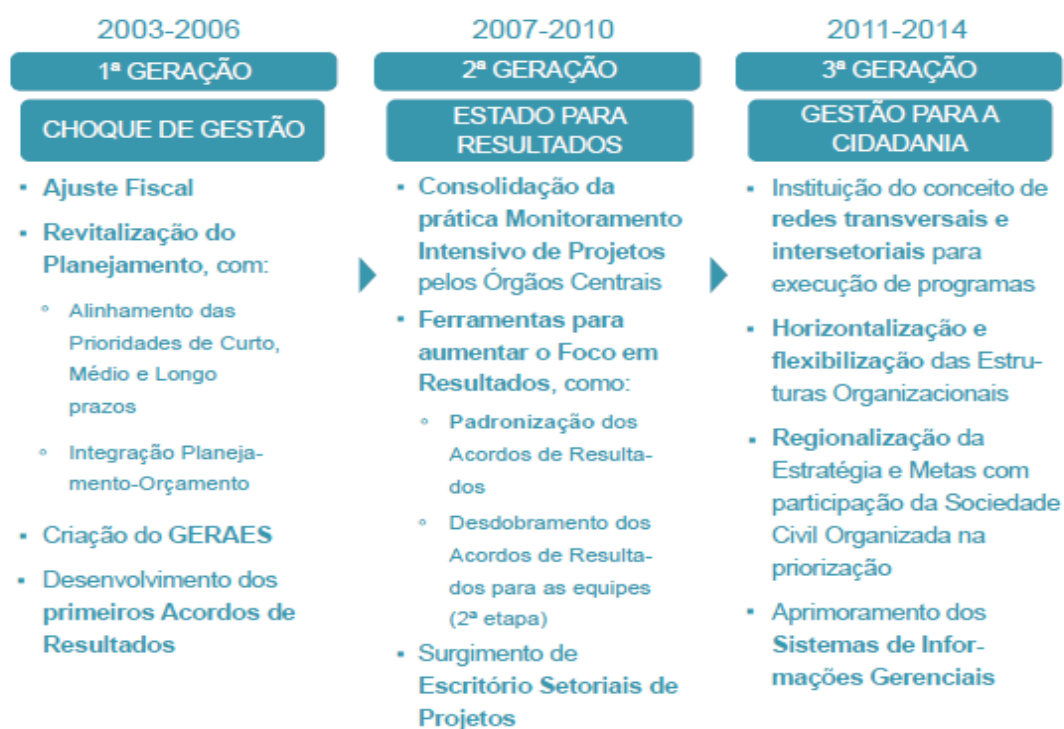 2003-2006
1ª GERAÇÃO
CHOQUE DE GESTÃO
▪ Ajuste Fiscal
▪ Revitalização do
Planejamento, com:
◦ Alinhamento das
Prioridades de Curto,
Médio e Longo
prazos
◦ Integração Planeja-
mento-Orçamento
▪ Criação do GERAES
▪ Desenvolvimento dos
primeiros Acordos de
Resultados
2007-2010
2ª GERAÇÃO
ESTADO PARA
RESULTADOS
▪ Consolidação da
prática Monitoramento
Intensivo de Projetos
pelos Órgãos Centrais
▪ Ferramentas para
aumentar o Foco em
Resultados, como:
◦ Padronização dos
Acordos de Resulta-
dos
◦ Desdobramento dos
Acordos de Resulta-
dos para as equipes
(2ª etapa)
▪ Surgimento de
Escritório Setoriais de
Projetos
2011-2014
3ª GERAÇÃO
GESTÃO PARA A
CIDADANIA
▪ Instituição do conceito de
redes transversais e
intersetoriais para
execução de programas
▪ Horizontalização e
flexibilização das Estru-
turas Organizacionais
▪ Regionalização da
Estratégia e Metas com
participação da Sociedade
Civil Organizada na
priorização
▪ Aprimoramento dos
Sistemas de Infor-
mações Gerenciais